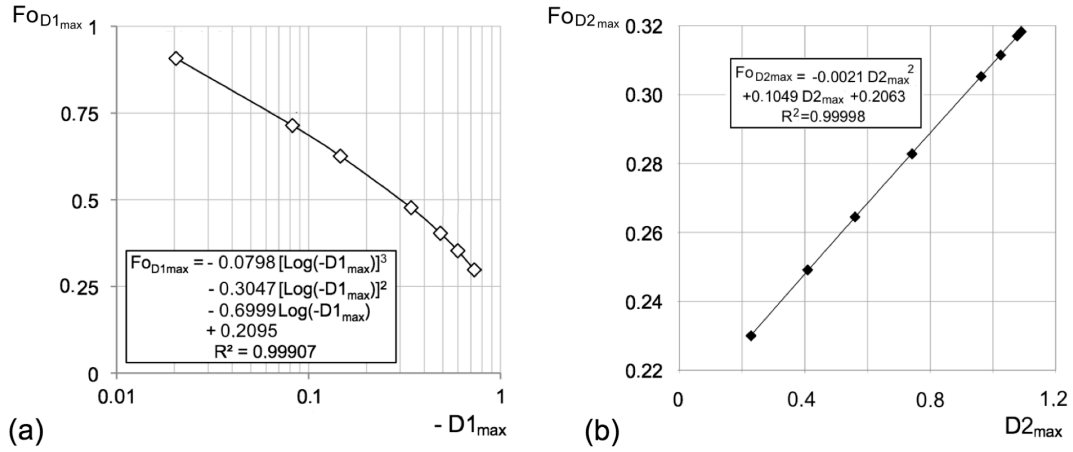 FoD1max
1
0.75
0.5
0.25
0
FoD1max = - 0.0798 [Log(-D1max)]³
- 0.3047 [Log(-D1max)]²
- 0.6999 Log(-D1max)
+ 0.2095
R² = 0.99907
0.01 0.1 1
- D1max
(a)
FoD2max
0.32
0.30
0.28
0.26
0.24
0.22
FoD2max = -0.0021 D2max²
+0.1049 D2max +0.2063
R²=0.99998
0 0.4 0.8 1.2
D2max
(b)